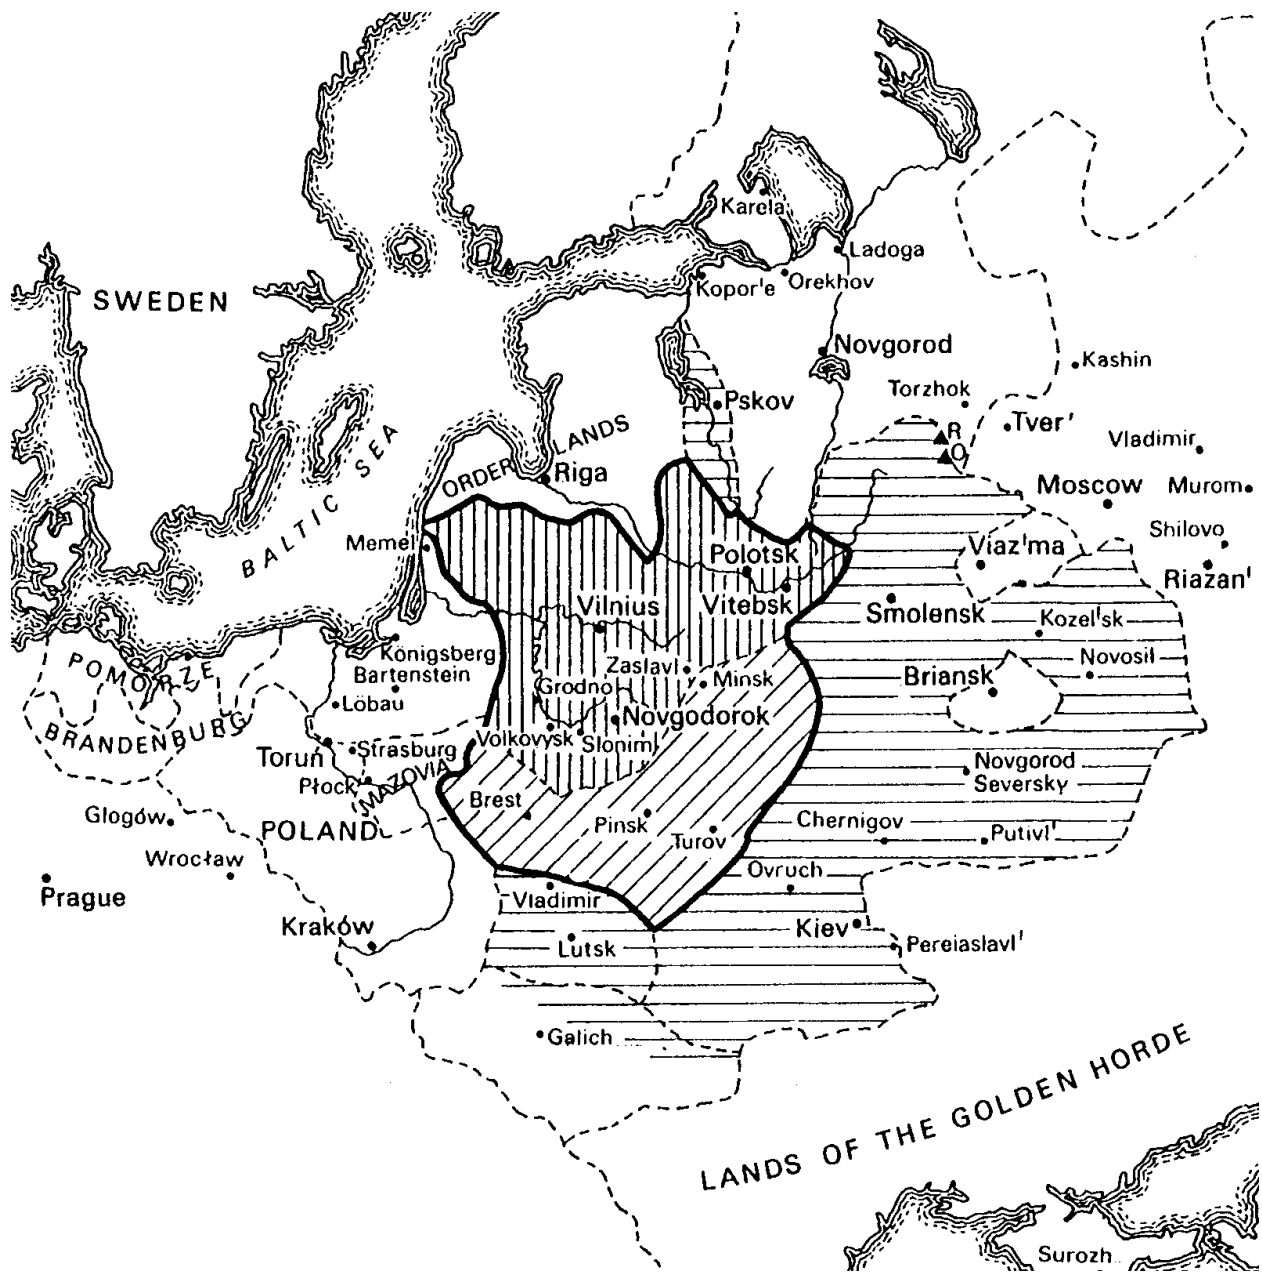 Karela
Ladoga
Kopor'e
Orekhov
SWEDEN
Novgorod
Kashin
Torzhok
Pskov
Tver'
R
O
Vladimir
BALTIC SEA
ORDER LANDS
Riga
Moscow
Murom
Shilovo
Memel
Polotsk
Viaz'ma
Riazan'
Vilnius
Vitebsk
Smolensk
Kozel'sk
Königsberg
Bartenstein
Zaslavl
Minsk
Novosil
POMORZE
Grodno
Briansk
Löbau
Novgodorok
BRANDENBURG
Volkovysk
Slonim
Toruń
Strasburg
Płock
MAZOVIA
Novgorod
Seversky
Brest
Głogów
POLAND
Pinsk
Turov
Chernigov
Putivl'
Wrocław
Ovruch
Prague
Vladimir
Kraków
Kiev
Lutsk
Pereiaslavl'
Galich
LANDS OF THE GOLDEN HORDE
Surozh